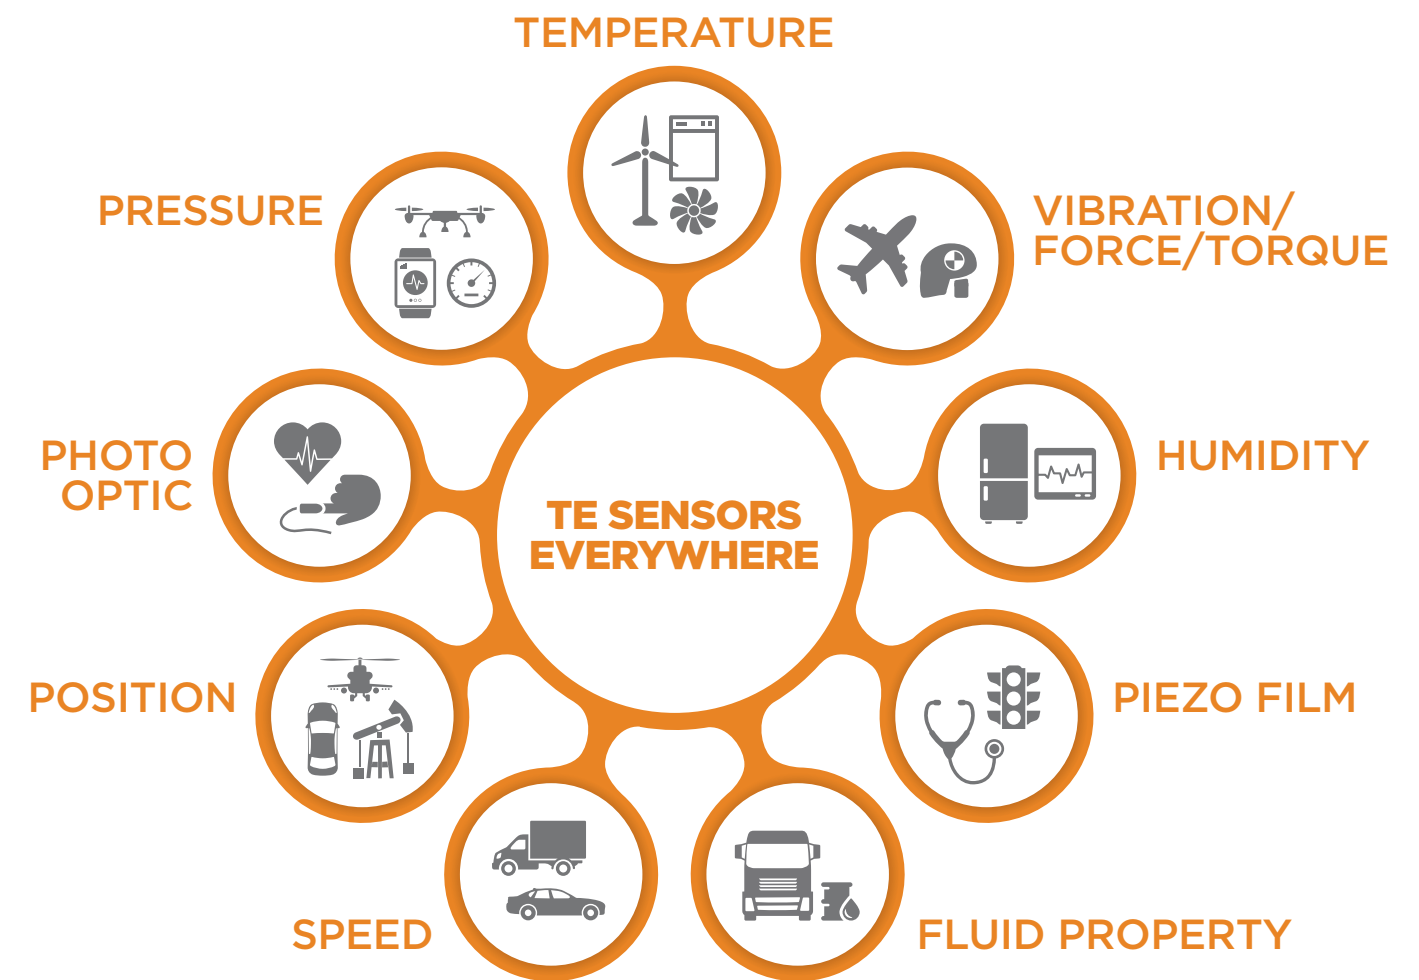 TEMPERATURE
PRESSURE
VIBRATION/
FORCE/TORQUE
PHOTO
OPTIC
HUMIDITY
TE SENSORS
EVERYWHERE
POSITION
PIEZO FILM
SPEED
FLUID PROPERTY